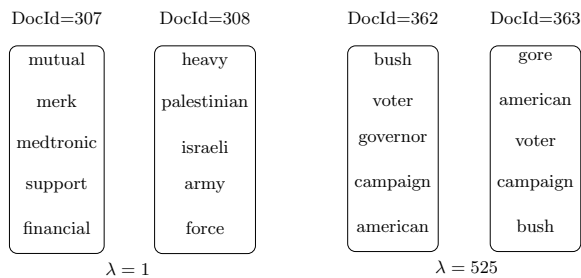 DocId=307
mutual
merk
medtronic
support
financial
DocId=308
heavy
palestinian
israeli
army
force
λ = 1
DocId=362
bush
voter
governor
campaign
american
DocId=363
gore
american
voter
campaign
bush
λ = 525